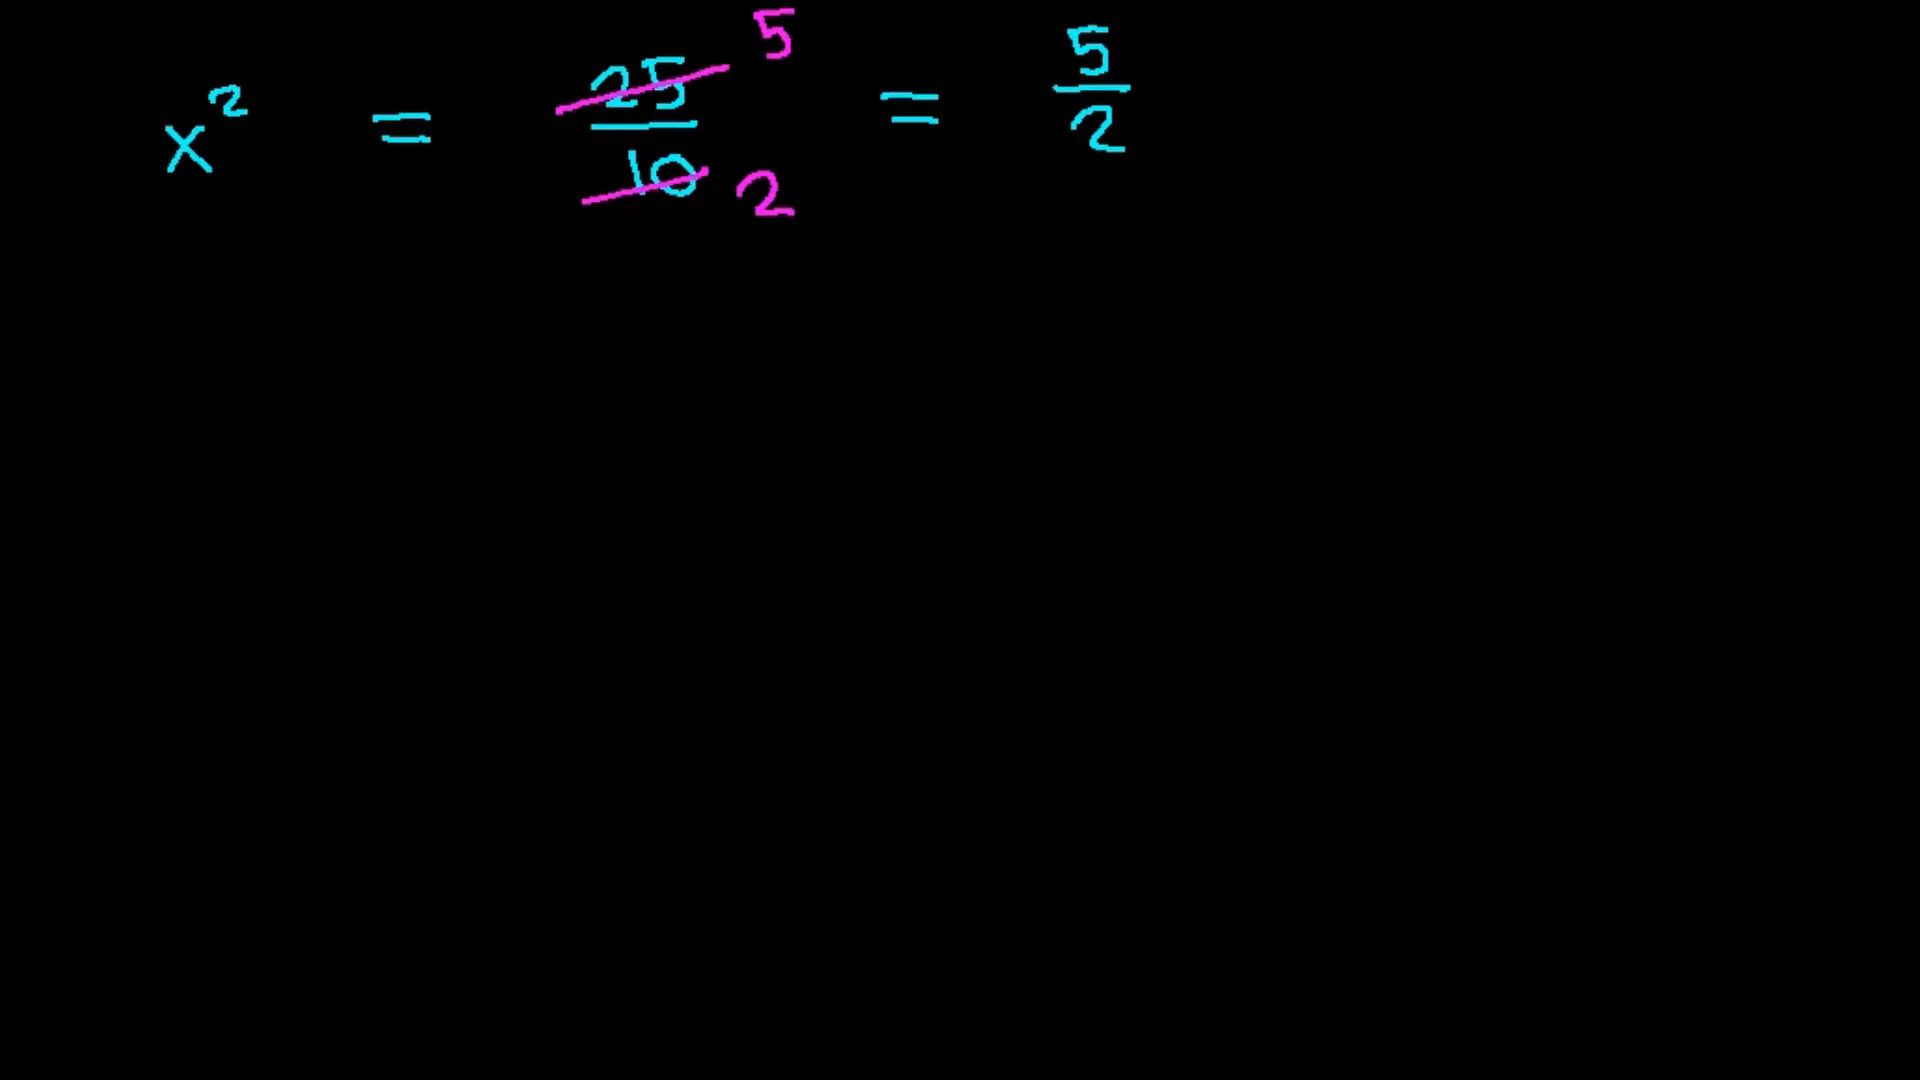 x² = 25/10 5/2 = 5/2